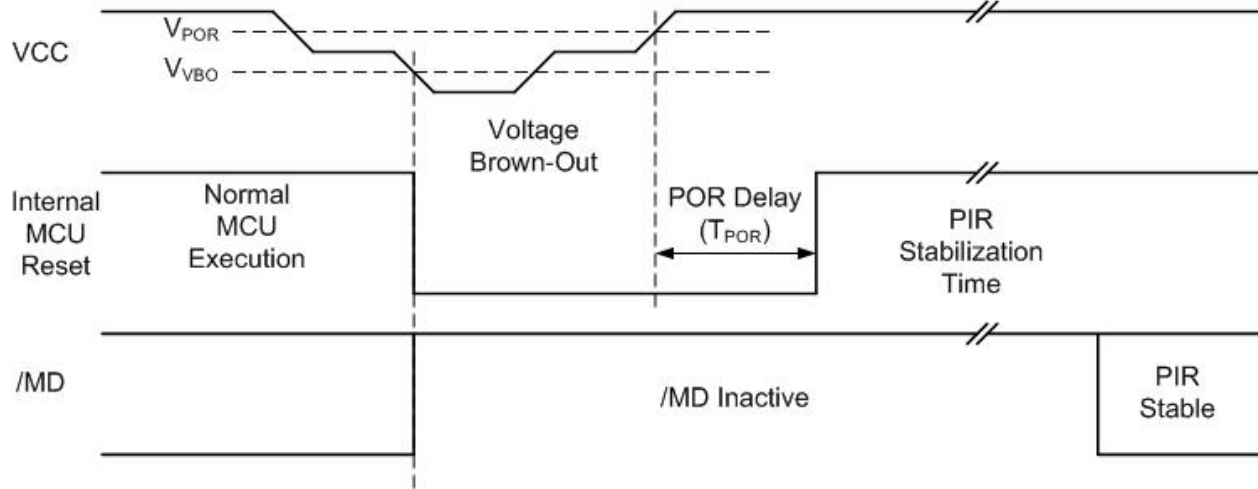 VCC
VPOR
VVBO
Voltage
Brown-Out
Internal
MCU
Reset
Normal
MCU
Execution
POR Delay
(TPOR)
PIR
Stabilization
Time
/MD
/MD Inactive
PIR
Stable